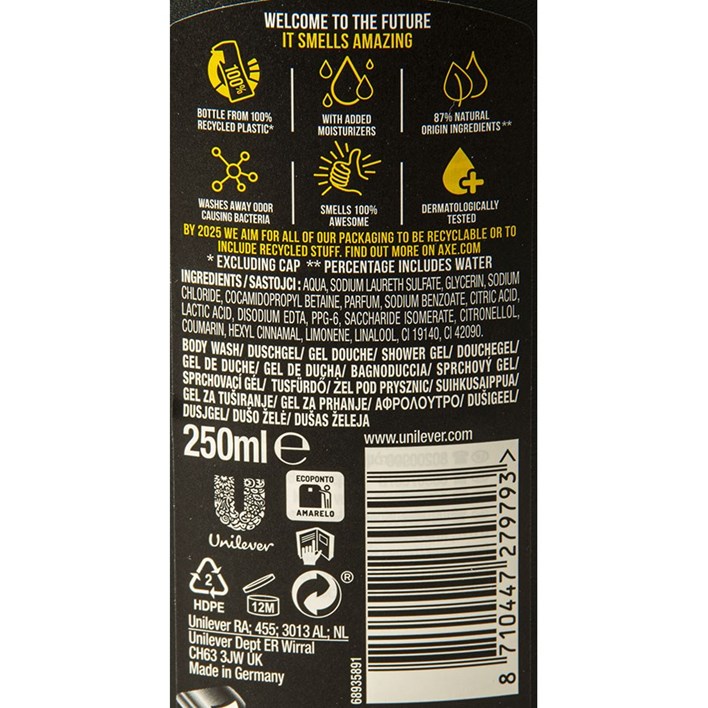 WELCOME TO THE FUTURE
IT SMELLS AMAZING
100%
BOTTLE FROM 100%
RECYCLED PLASTIC*
WITH ADDED
MOISTURIZERS
87% NATURAL
ORIGIN INGREDIENTS**
WASHES AWAY ODOR
CAUSING BACTERIA
SMELLS 100%
AWESOME
DERMATOLOGICALLY
TESTED
BY 2025 WE AIM FOR ALL OF OUR PACKAGING TO BE RECYCLABLE OR TO
INCLUDE RECYCLED STUFF. FIND OUT MORE ON AXE.COM
* EXCLUDING CAP ** PERCENTAGE INCLUDES WATER
INGREDIENTS / SASTOJCI: AQUA, SODIUM LAURETH SULFATE, GLYCERIN, SODIUM
CHLORIDE, COCAMIDOPROPYL BETAINE, PARFUM, SODIUM BENZOATE, CITRIC ACID,
LACTIC ACID, DISODIUM EDTA, PPG-6, SACCHARIDE ISOMERATE, CITRONELLOL,
COUMARIN, HEXYL CINNAMAL, LIMONENE, LINALOOL, CI 19140, CI 42090.
BODY WASH/ DUSCHGEL/ GEL DOUCHE/ SHOWER GEL/ DOUCHEGEL/
GEL DE DUCHE/ GEL DE DUCHA/ BAGNODUCCIA/ SPRCHOVÝ GEL/
SPRCHOVACÍ GÉL/ TUSFÜRDŐ/ ŻEL POD PRYSZNIC/ SUIHKUSAIPPUA/
GEL ZA TUŠIRANJE/ GEL ZA PRHANJE/ ΑΦΡΟΛΟΥΤΡΟ/ DUŠIGEEL/
DUSJGEL/ DUŠO ŽELĖ/ DUŠAS ŽELEJA
250ml e
www.unilever.com
ECOPONTO
AMARELO
Unilever
2
HDPE
12M
®
Unilever RA; 455; 3013 AL; NL
Unilever Dept ER Wirral
CH63 3JW UK
Made in Germany
68935891
8 710447 279793 >